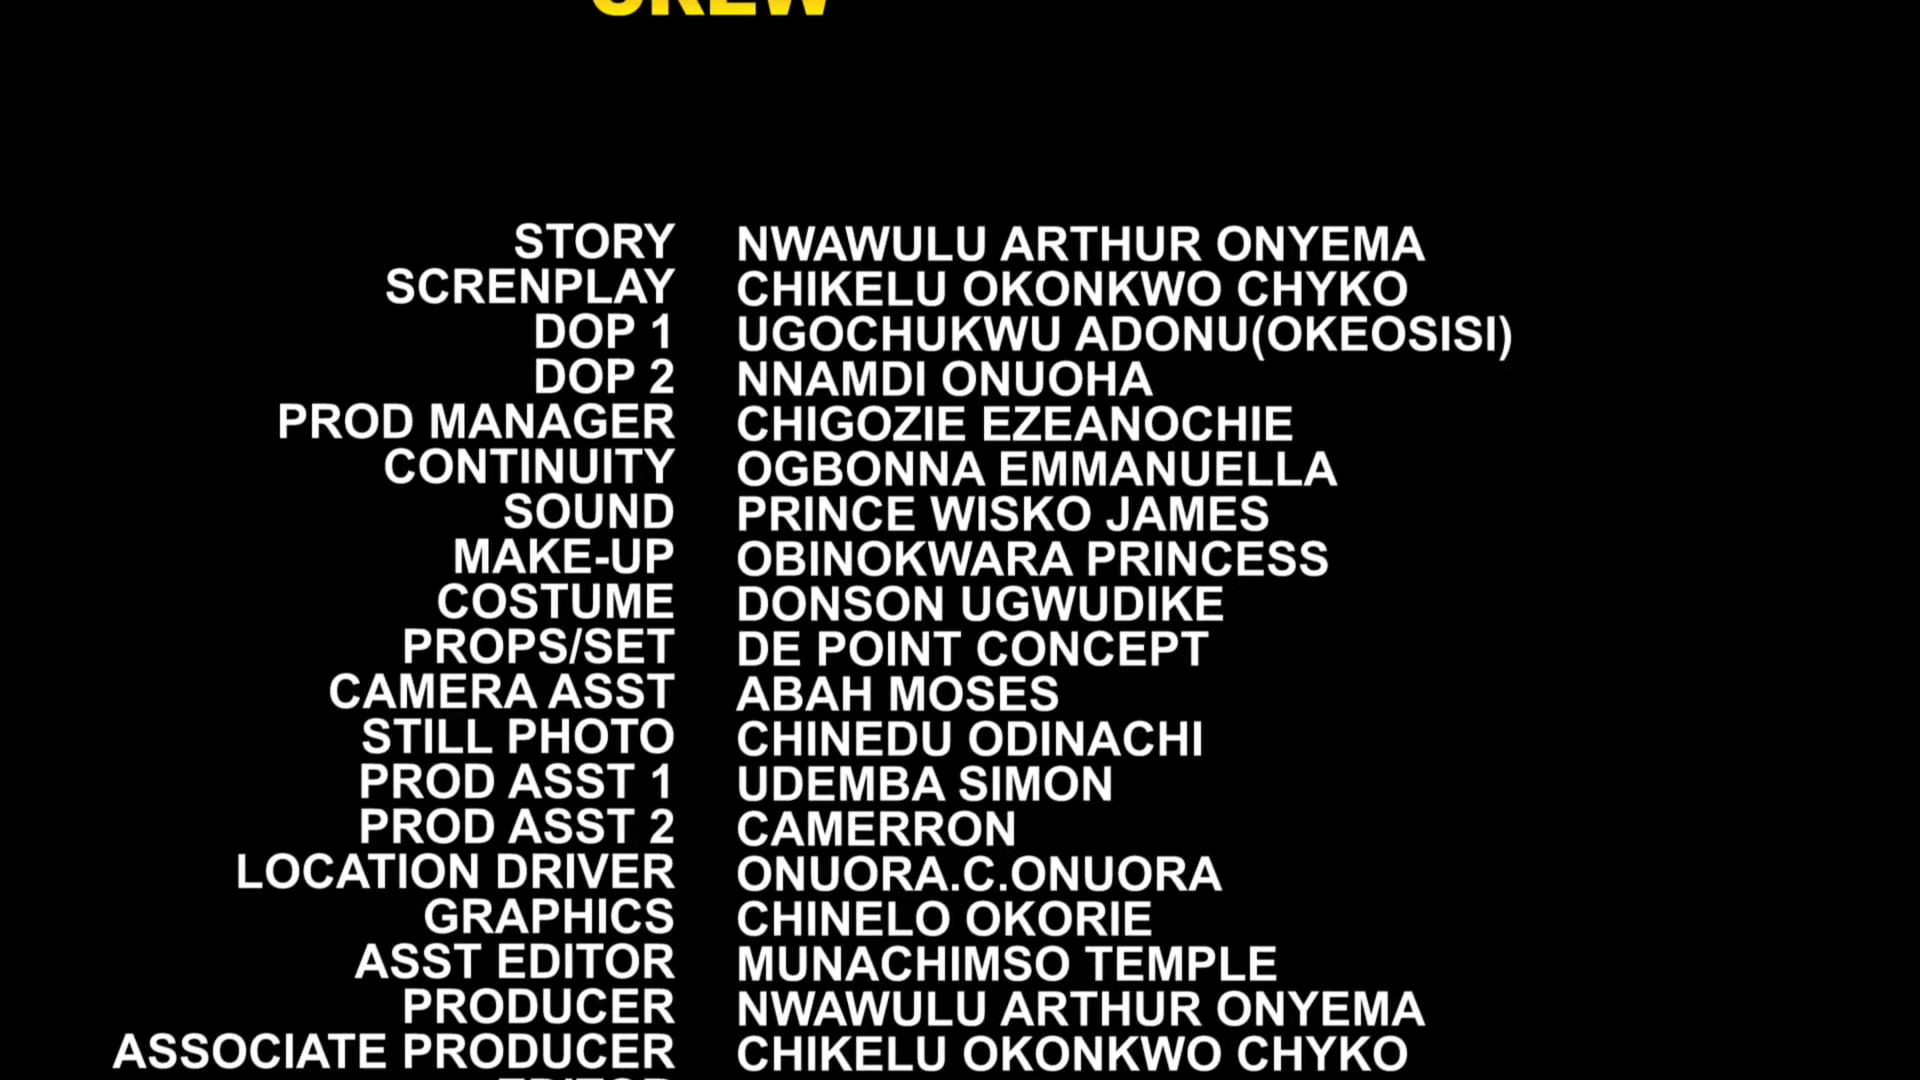 CREW
STORY NWAWULU ARTHUR ONYEMA
SCRENPLAY CHIKELU OKONKWO CHYKO
DOP 1 UGOCHUKWU ADONU(OKEOSISI)
DOP 2 NNAMDI ONUOHA
PROD MANAGER CHIGOZIE EZEANOCHIE
CONTINUITY OGBONNA EMMANUELLA
SOUND PRINCE WISKO JAMES
MAKE-UP OBINOKWARA PRINCESS
COSTUME DONSON UGWUDIKE
PROPS/SET DE POINT CONCEPT
CAMERA ASST ABAH MOSES
STILL PHOTO CHINEDU ODINACHI
PROD ASST 1 UDEMBA SIMON
PROD ASST 2 CAMERRON
LOCATION DRIVER ONUORA.C.ONUORA
GRAPHICS CHINELO OKORIE
ASST EDITOR MUNACHIMSO TEMPLE
PRODUCER NWAWULU ARTHUR ONYEMA
ASSOCIATE PRODUCER CHIKELU OKONKWO CHYKO
EDITOR